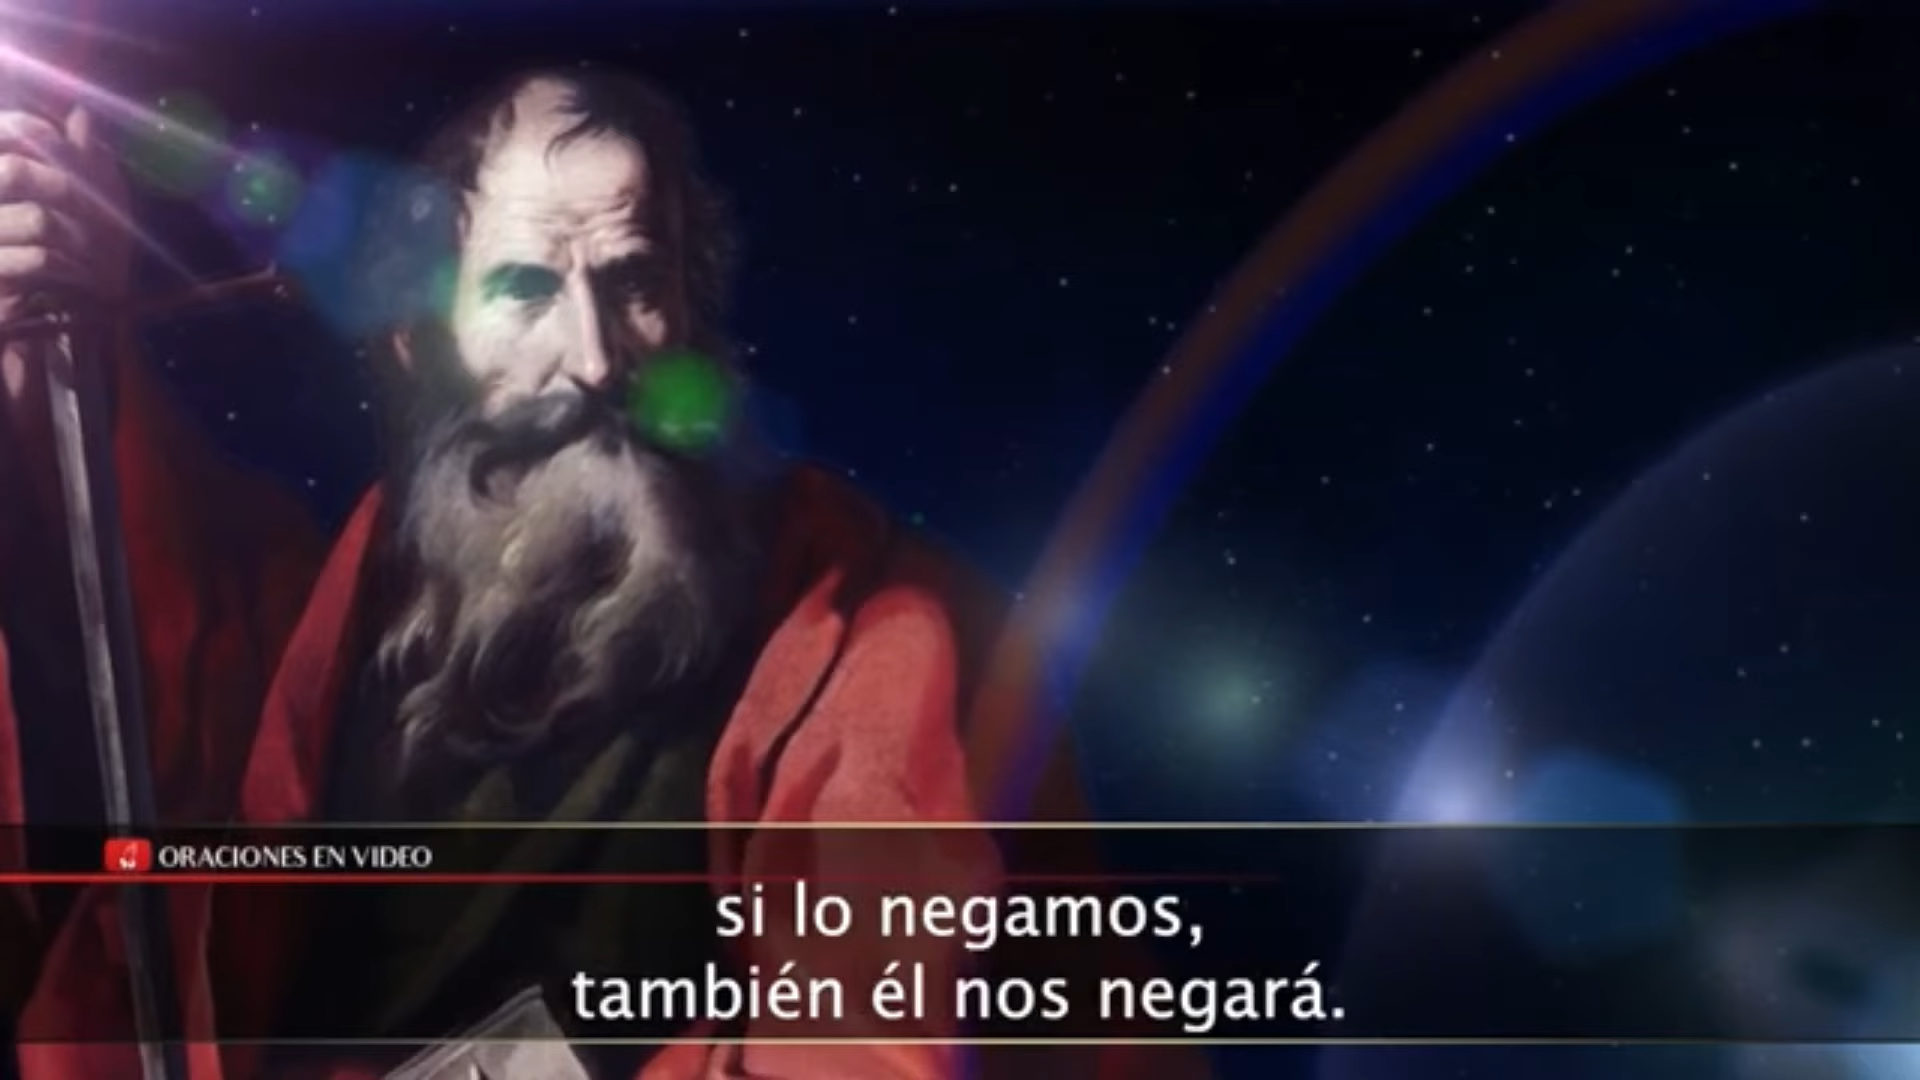 ORACIONES EN VIDEO
si lo negamos,
también él nos negará.